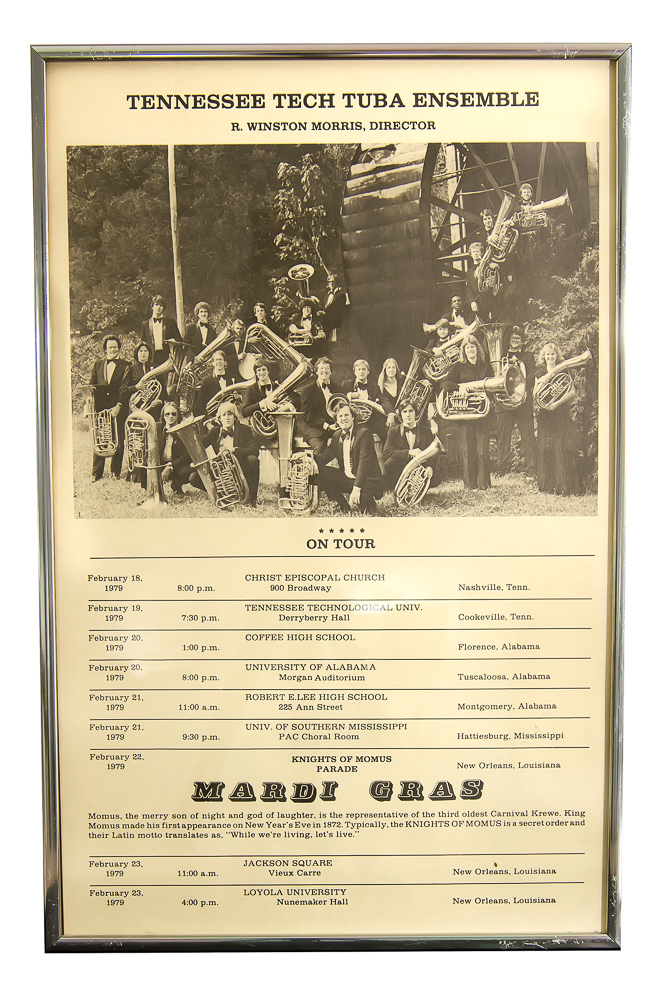 TENNESSEE TECH TUBA ENSEMBLE
R. WINSTON MORRIS, DIRECTOR
★ ★ ★ ★ ★
ON TOUR
February 18, 1979 8:00 p.m. CHRIST EPISCOPAL CHURCH 900 Broadway Nashville, Tenn.
February 19, 1979 7:30 p.m. TENNESSEE TECHNOLOGICAL UNIV. Derryberry Hall Cookeville, Tenn.
February 20, 1979 1:00 p.m. COFFEE HIGH SCHOOL Florence, Alabama
February 20, 1979 8:00 p.m. UNIVERSITY OF ALABAMA Morgan Auditorium Tuscaloosa, Alabama
February 21, 1979 11:00 a.m. ROBERT E.LEE HIGH SCHOOL 225 Ann Street Montgomery, Alabama
February 21, 1979 9:30 p.m. UNIV. OF SOUTHERN MISSISSIPPI PAC Choral Room Hattiesburg, Mississippi
February 22, 1979 KNIGHTS OF MOMUS PARADE New Orleans, Louisiana
MARDI GRAS
Momus, the merry son of night and god of laughter, is the representative of the third oldest Carnival Krewe. King
Momus made his first appearance on New Year's Eve in 1872. Typically, the KNIGHTS OF MOMUS is a secret order and
their Latin motto translates as, "While we're living, let's live."
February 23, 1979 11:00 a.m. JACKSON SQUARE Vieux Carre New Orleans, Louisiana
February 23, 1979 4:00 p.m. LOYOLA UNIVERSITY Nunemaker Hall New Orleans, Louisiana